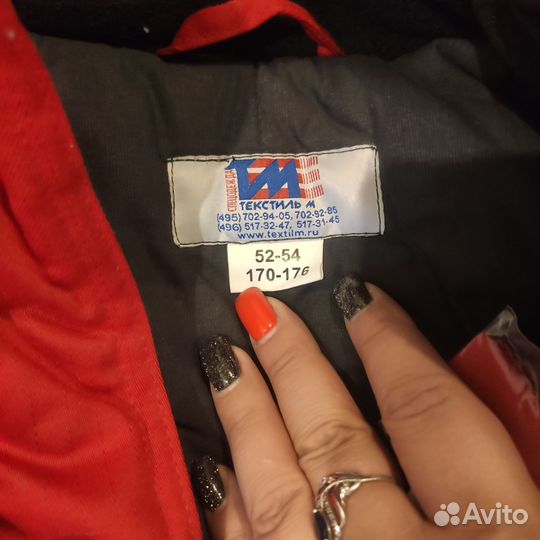 СПЕЦОДЕЖДА
ТМ
ТЕКСТИЛЬ М
(495)702-94-05, 702-92-85
(496) 517-32-47, 517-31-45
www.textilm.ru
52-54
170-176
Avito